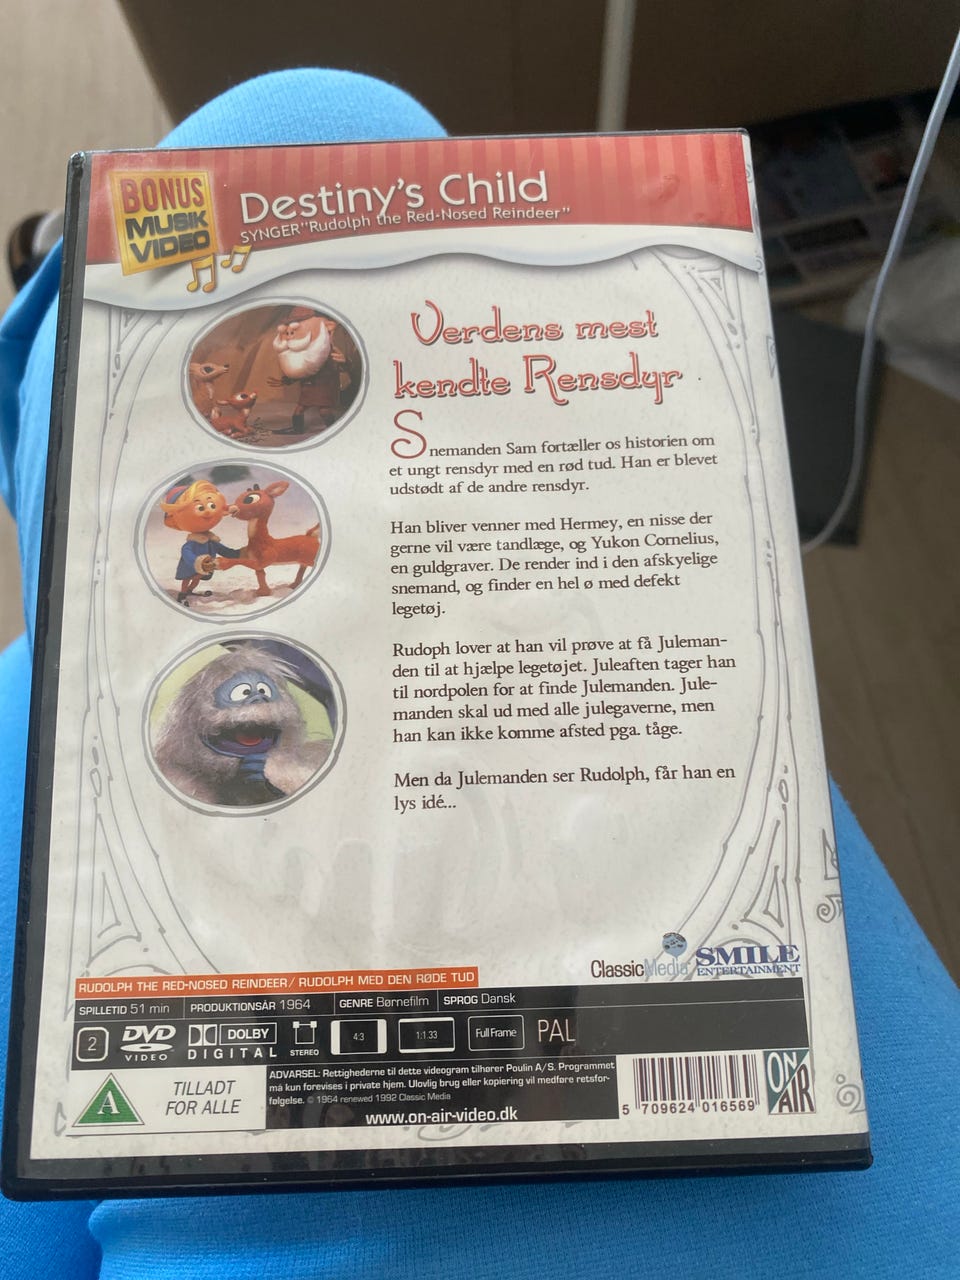 BONUS
MUSIK
VIDEO
Destiny's Child
SYNGER "Rudolph the Red-Nosed Reindeer"
Verdens mest
kendte Rensdyr
Snemanden Sam fortæller os historien om
et ungt rensdyr med en rød tud. Han er blevet
udstødt af de andre rensdyr.
Han bliver venner med Hermey, en nisse der
gerne vil være tandlæge, og Yukon Cornelius,
en guldgraver. De render ind i den afskyelige
snemand, og finder en hel ø med defekt
legetøj.
Rudoph lover at han vil prøve at få Juleman-
den til at hjælpe legetøjet. Juleaften tager han
til nordpolen for at finde Julemanden. Jule-
manden skal ud med alle julegaverne, men
han kan ikke komme afsted pga. tåge.
Men da Julemanden ser Rudolph, får han en
lys idé...
ClassicMedia
SMILE
ENTERTAINMENT
RUDOLPH THE RED-NOSED REINDEER/ RUDOLPH MED DEN RØDE TUD
SPILLETID 51 min PRODUKTIONSÅR 1964 GENRE Børnefilm SPROG Dansk
2 DVD VIDEO DOLBY DIGITAL STEREO 4:3 1:1.33 Full Frame PAL
A
TILLADT
FOR ALLE
ADVARSEL: Rettighederne til dette videogram tilhører Poulin A/S. Programmet
må kun forevises i private hjem. Ulovlig brug eller kopiering vil medføre retsfor-
følgelse. © 1964 renewed 1992 Classic Media
www.on-air-video.dk
5 709624 016569
ON
AIR